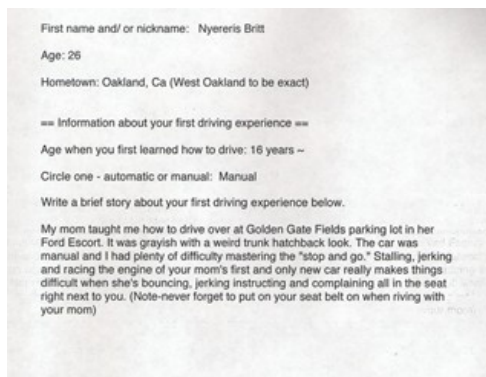 First name and/ or nickname:   Nyereris Britt
Age: 26
Hometown: Oakland, Ca (West Oakland to be exact)
== Information about your first driving experience ==
Age when you first learned how to drive: 16 years ~
Circle one - automatic or manual:  Manual
Write a brief story about your first driving experience below.
My mom taught me how to drive over at Golden Gate Fields parking lot in her
Ford Escort. It was grayish with a weird trunk hatchback look. The car was
manual and I had plenty of difficulty mastering the "stop and go." Stalling, jerking
and racing the engine of your mom's first and only new car really makes things
difficult when she's bouncing, jerking instructing and complaining all in the seat
right next to you. (Note-never forget to put on your seat belt on when riving with
your mom)